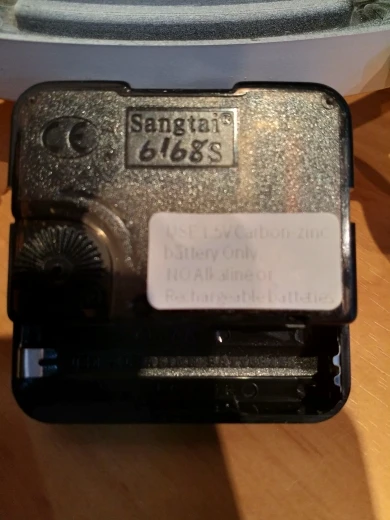 CE
Sangtai®
6168S
USE 1.5V Carbon-zinc
battery Only
NO Alkaline or
Rechargeable batteries